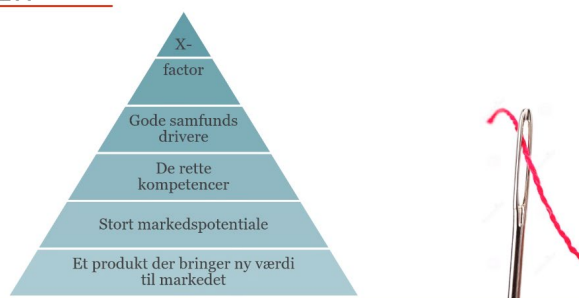 X-
factor
Gode samfunds
drivere
De rette
kompetencer
Stort markedspotentiale
Et produkt der bringer ny værdi
til markedet